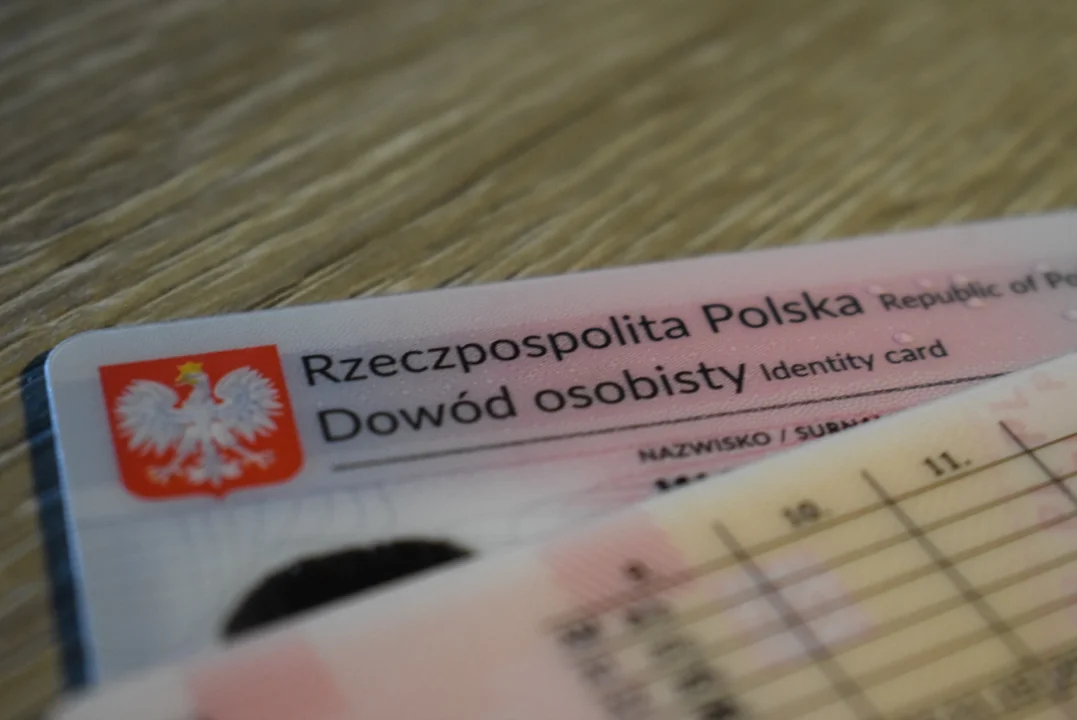 Rzeczpospolita Polska Republic of Po
Dowód osobisty Identity card
NAZWISKO / SURNA
10.
11.